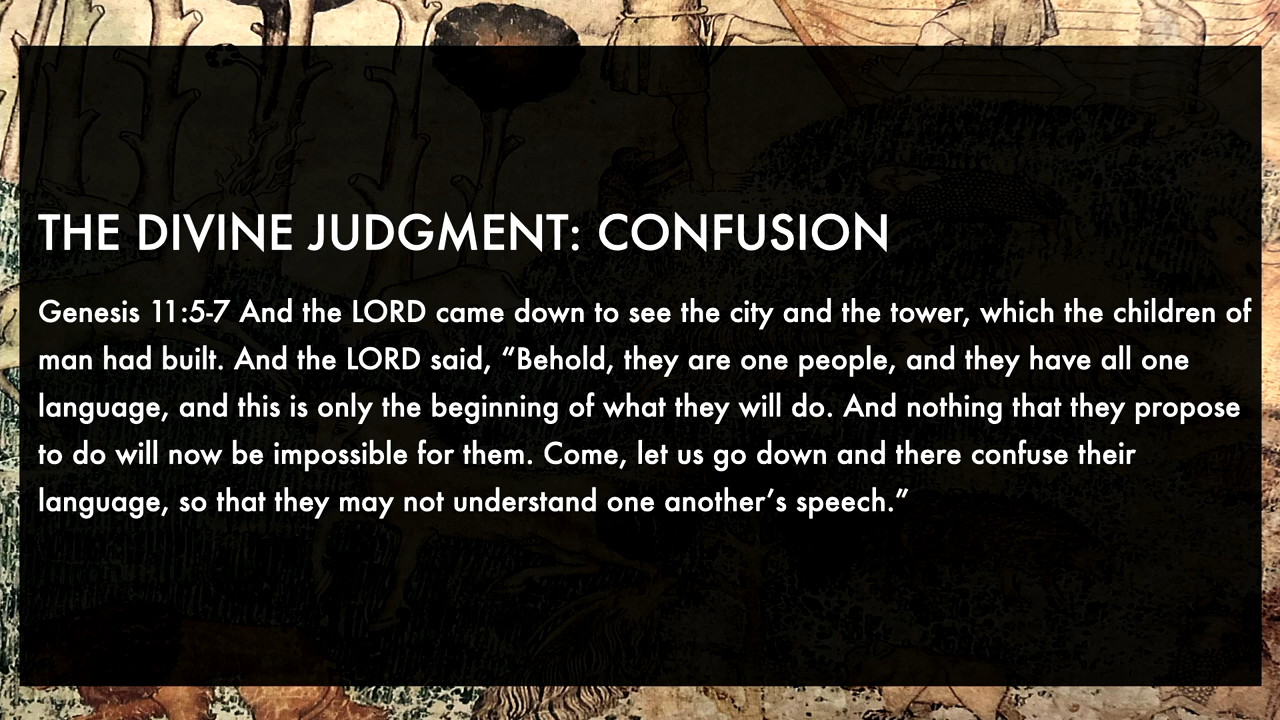 THE DIVINE JUDGMENT: CONFUSION
Genesis 11:5-7 And the LORD came down to see the city and the tower, which the children of
man had built. And the LORD said, “Behold, they are one people, and they have all one
language, and this is only the beginning of what they will do. And nothing that they propose
to do will now be impossible for them. Come, let us go down and there confuse their
language, so that they may not understand one another’s speech.”